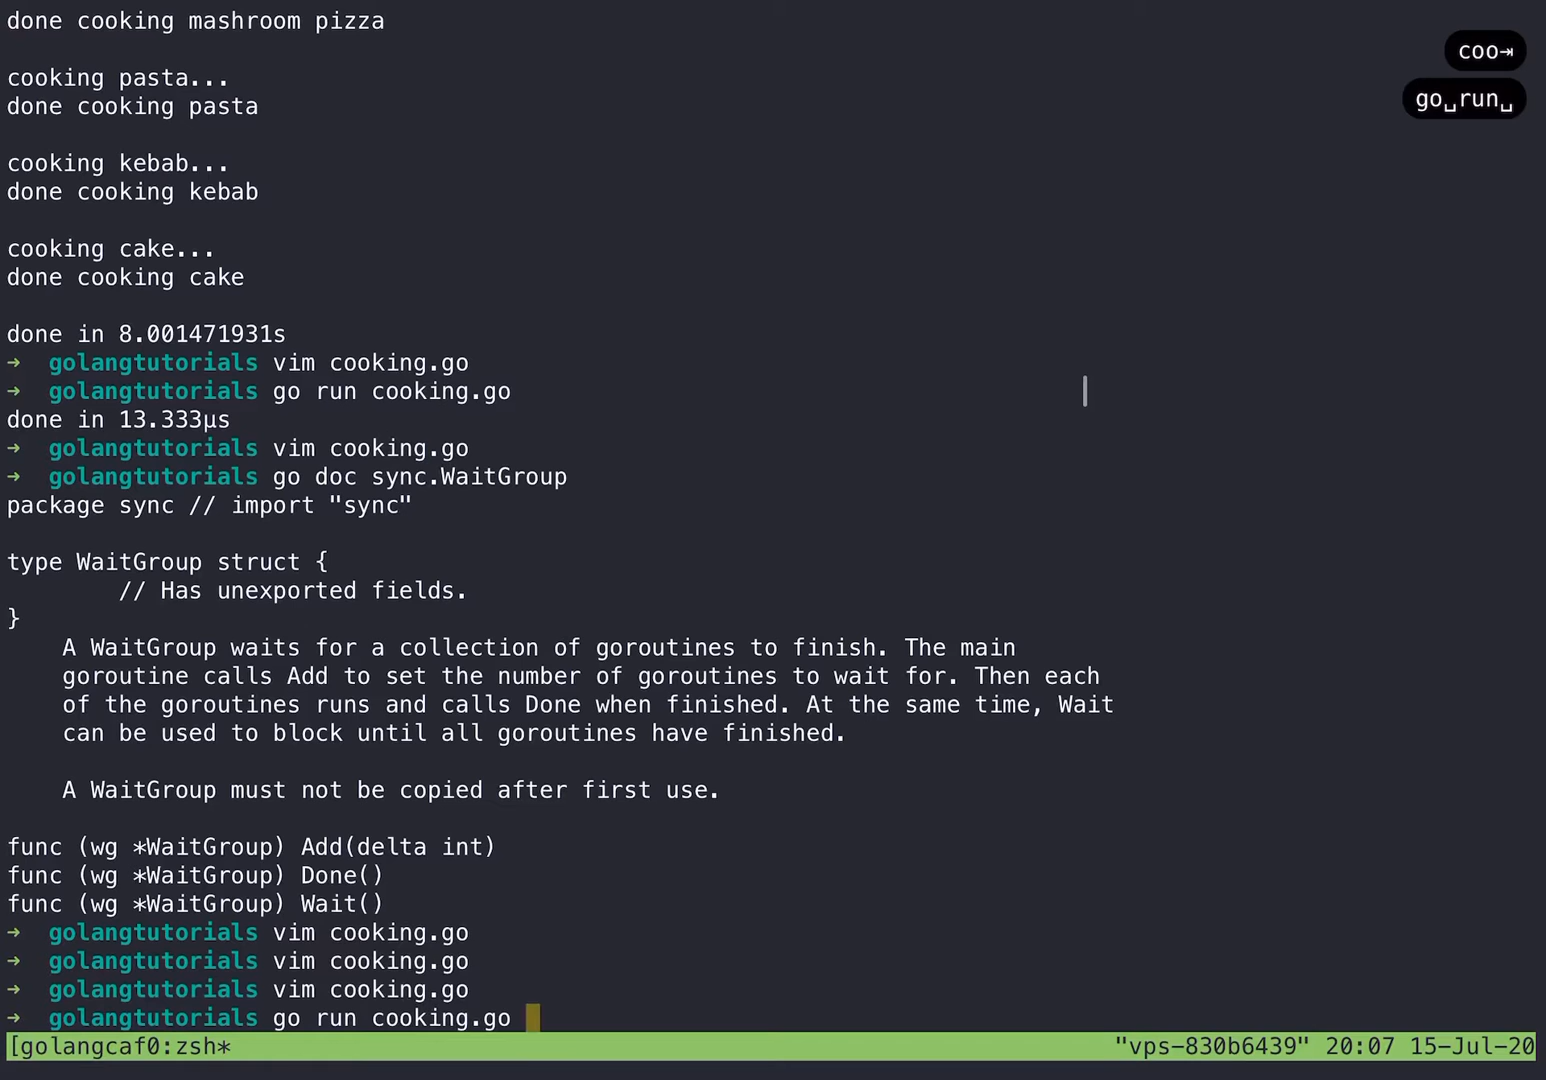 done cooking mashroom pizza
coo⇥
cooking pasta...
go␣run␣
done cooking pasta
cooking kebab...
done cooking kebab
cooking cake...
done cooking cake
done in 8.001471931s
→ golangtutorials vim cooking.go
→ golangtutorials go run cooking.go
done in 13.333µs
→ golangtutorials vim cooking.go
→ golangtutorials go doc sync.WaitGroup
package sync // import "sync"
type WaitGroup struct {
// Has unexported fields.
}
A WaitGroup waits for a collection of goroutines to finish. The main
goroutine calls Add to set the number of goroutines to wait for. Then each
of the goroutines runs and calls Done when finished. At the same time, Wait
can be used to block until all goroutines have finished.
A WaitGroup must not be copied after first use.
func (wg *WaitGroup) Add(delta int)
func (wg *WaitGroup) Done()
func (wg *WaitGroup) Wait()
→ golangtutorials vim cooking.go
→ golangtutorials vim cooking.go
→ golangtutorials vim cooking.go
→ golangtutorials go run cooking.go
[golangcaf0:zsh* "vps-830b6439" 20:07 15-Jul-20